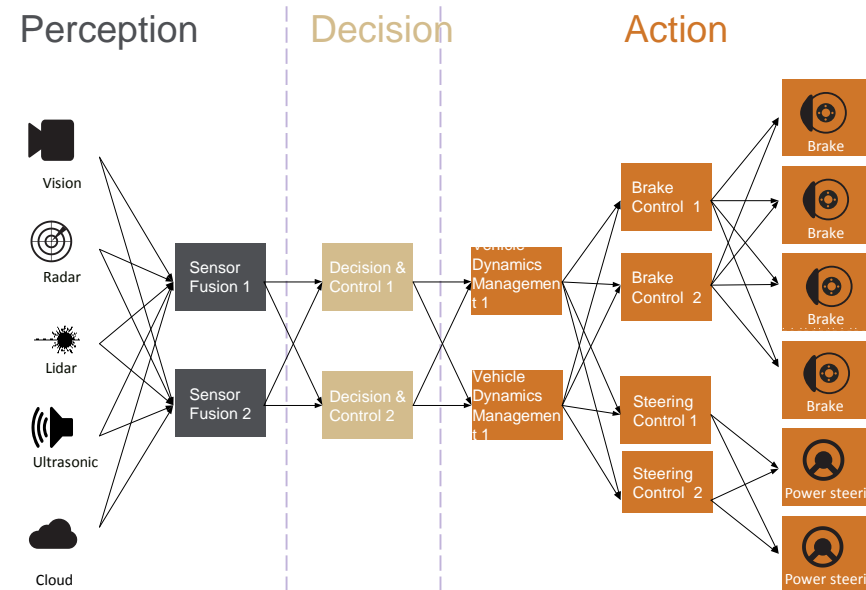 Perception
Decision
Action
Vision
Radar
Lidar
Ultrasonic
Cloud
Sensor
Fusion 1
Sensor
Fusion 2
Decision &
Control 1
Decision &
Control 2
Vehicle
Dynamics
Managemen
t 1
Vehicle
Dynamics
Managemen
t 1
Brake
Control 1
Brake
Control 2
Steering
Control 1
Steering
Control 2
Brake
Brake
Brake
Brake
Power steeri
Power steeri